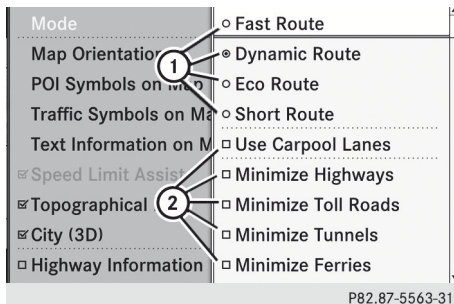 Mode
Map Orientation
POI Symbols on Map
Traffic Symbols on Ma
Text Information on M
Speed Limit Assist
Topographical
City (3D)
Highway Information
1
2
Fast Route
Dynamic Route
Eco Route
Short Route
Use Carpool Lanes
Minimize Highways
Minimize Toll Roads
Minimize Tunnels
Minimize Ferries
P82.87-5563-31